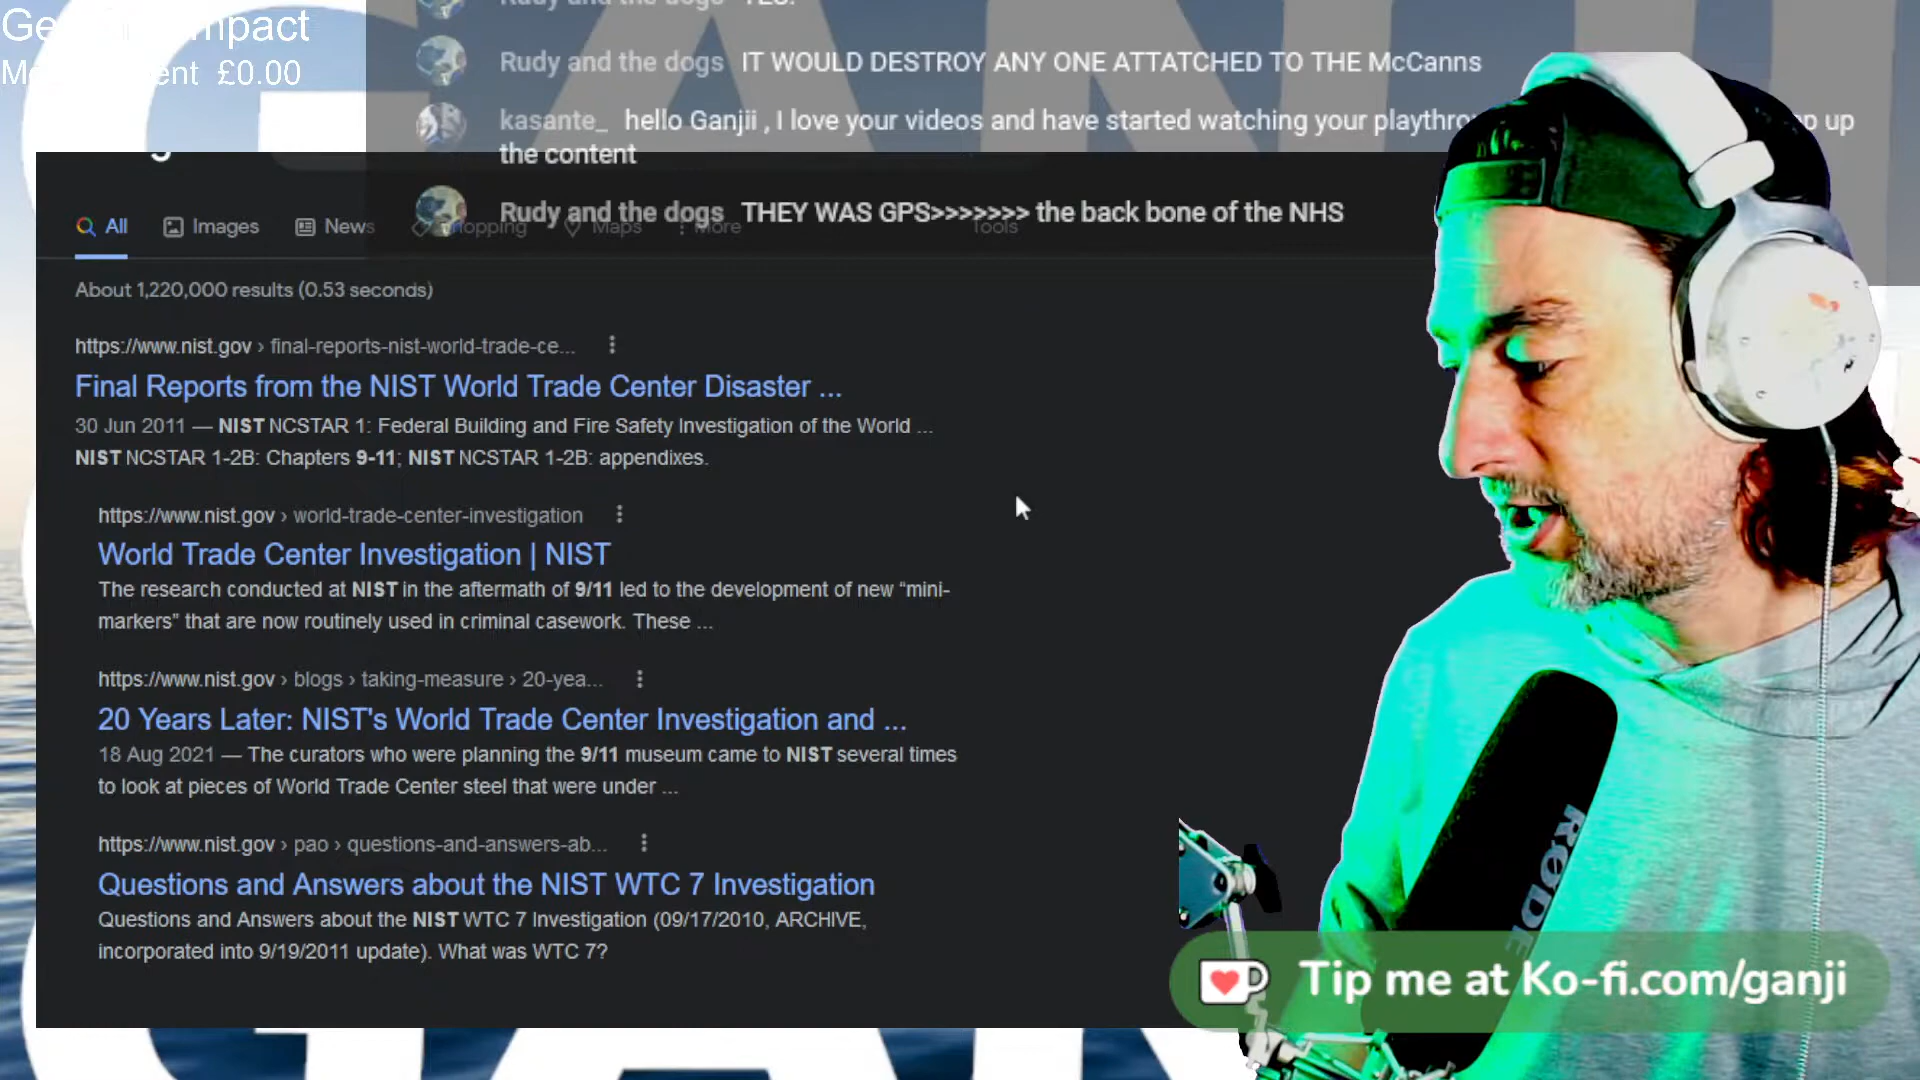 Rudy and the dogs YES!
Rudy and the dogs IT WOULD DESTROY ANY ONE ATTATCHED TO THE McCanns
kasante_ hello Ganjii , I love your videos and have started watching your up
the content
Rudy and the dogs THEY WAS GPS>>>>>>> the back bone of the NHS
£0.00
All Images News Maps More Tools
About 1,220,000 results (0.53 seconds)
https://www.nist.gov › final-reports-nist-world-trade-ce...
Final Reports from the NIST World Trade Center Disaster ...
30 Jun 2011 — NIST NCSTAR 1: Federal Building and Fire Safety Investigation of the World ...
NIST NCSTAR 1-2B: Chapters 9-11; NIST NCSTAR 1-2B: appendixes.
https://www.nist.gov › world-trade-center-investigation
World Trade Center Investigation | NIST
The research conducted at NIST in the aftermath of 9/11 led to the development of new “mini-
markers” that are now routinely used in criminal casework. These ...
https://www.nist.gov › blogs › taking-measure › 20-yea...
20 Years Later: NIST's World Trade Center Investigation and ...
18 Aug 2021 — The curators who were planning the 9/11 museum came to NIST several times
to look at pieces of World Trade Center steel that were under ...
https://www.nist.gov › pao › questions-and-answers-ab...
Questions and Answers about the NIST WTC 7 Investigation
Questions and Answers about the NIST WTC 7 Investigation (09/17/2010, ARCHIVE,
incorporated into 9/19/2011 update). What was WTC 7?
RØDE
Tip me at Ko-fi.com/ganji